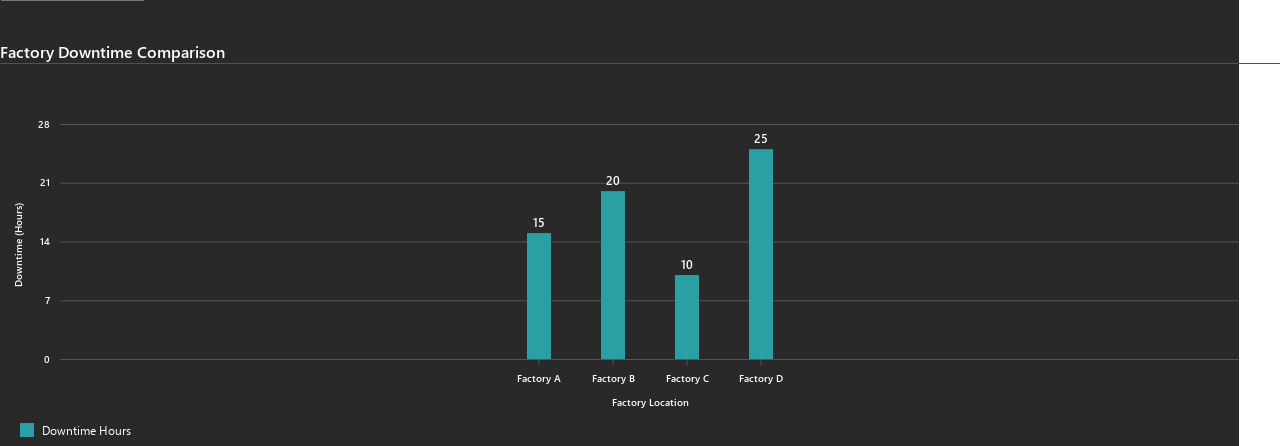 Factory Downtime Comparison
28
21
14
7
0
Downtime (Hours)
15
20
10
25
Factory A
Factory B
Factory C
Factory D
Factory Location
Downtime Hours